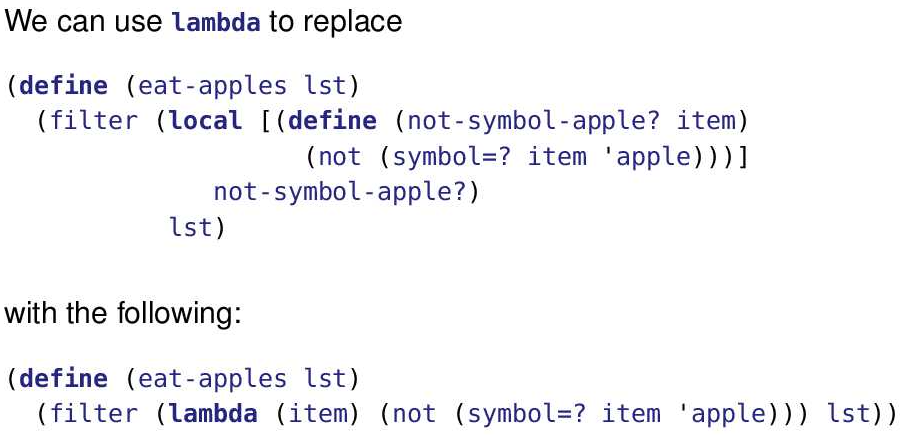 We can use lambda to replace
(define (eat-apples lst)
(filter (local [(define (not-symbol-apple? item)
(not (symbol=? item 'apple)))]
not-symbol-apple?)
lst)
with the following:
(define (eat-apples lst)
(filter (lambda (item) (not (symbol=? item 'apple))) lst))